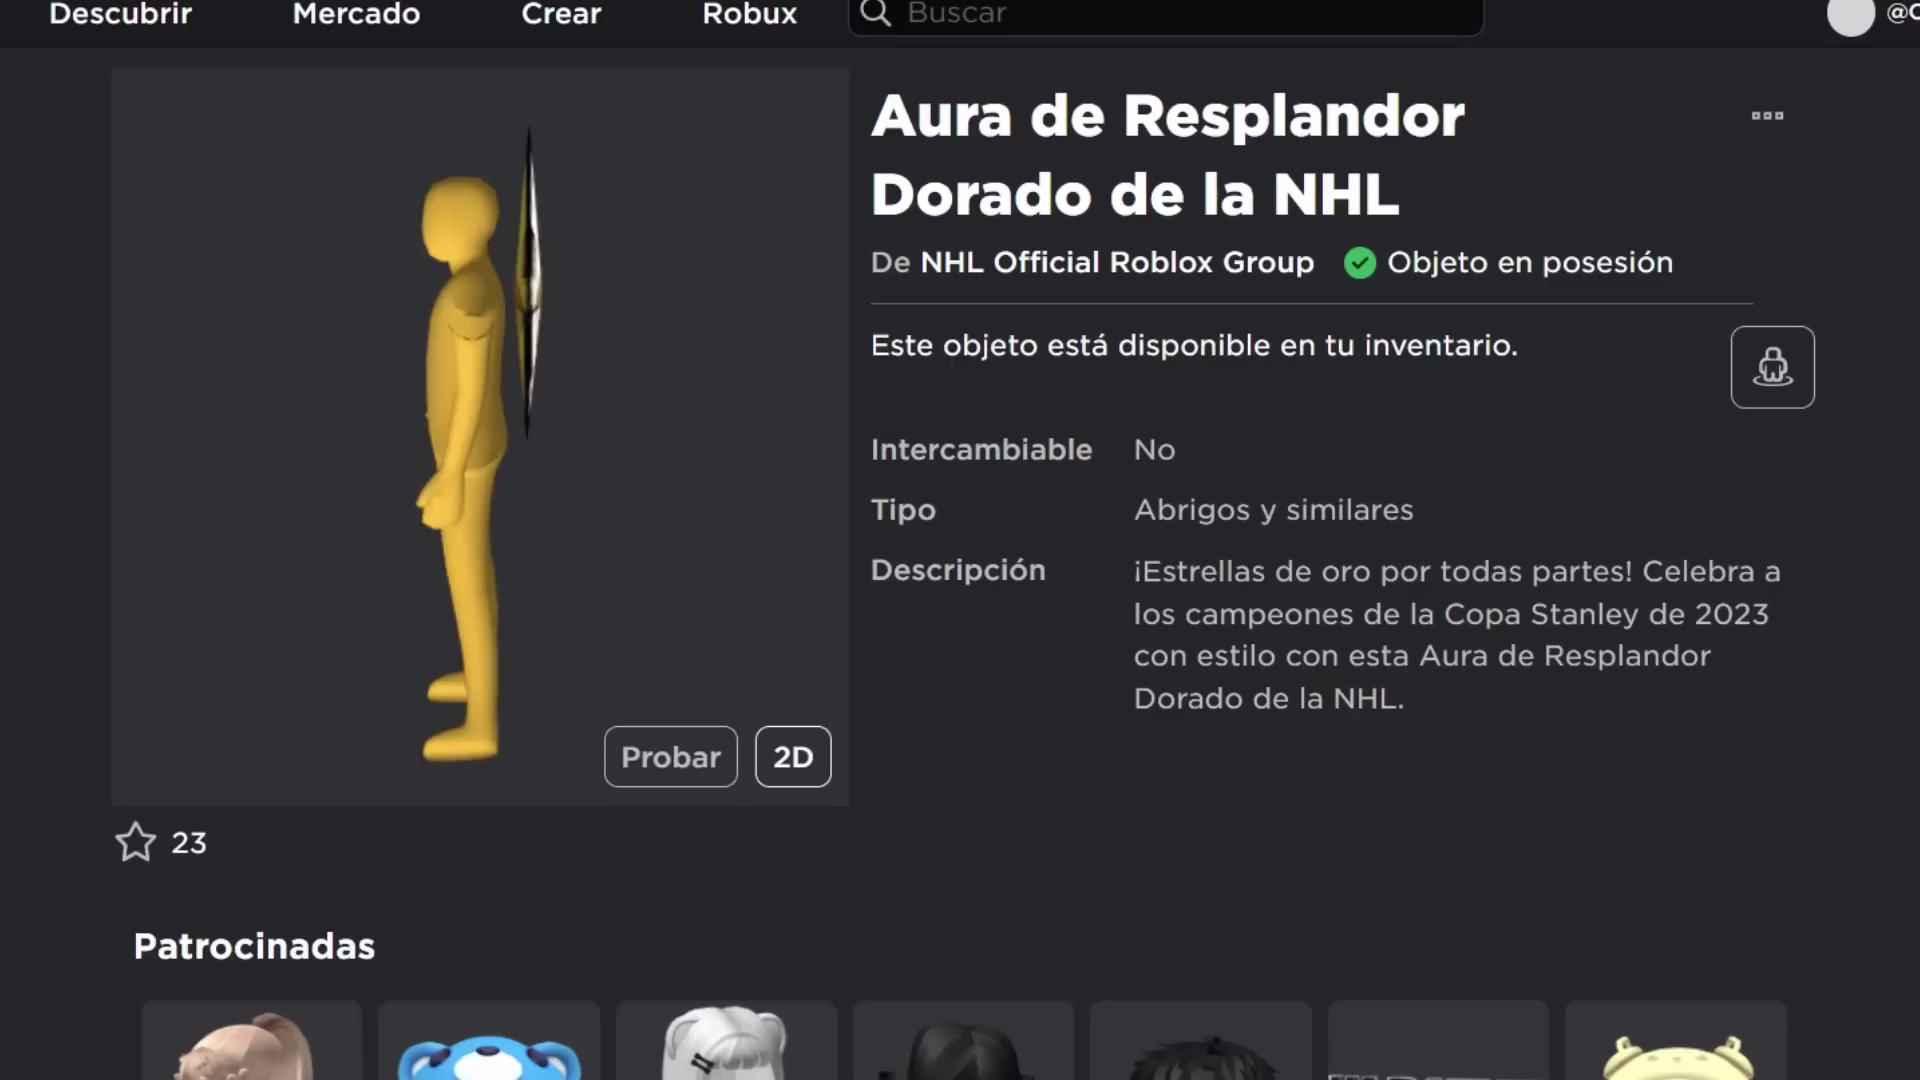 Descubrir Mercado Crear Robux Buscar
Aura de Resplandor
Dorado de la NHL
De NHL Official Roblox Group Objeto en posesión
Este objeto está disponible en tu inventario.
Intercambiable No
Tipo Abrigos y similares
Descripción ¡Estrellas de oro por todas partes! Celebra a
los campeones de la Copa Stanley de 2023
con estilo con esta Aura de Resplandor
Dorado de la NHL.
Probar 2D
23
Patrocinadas